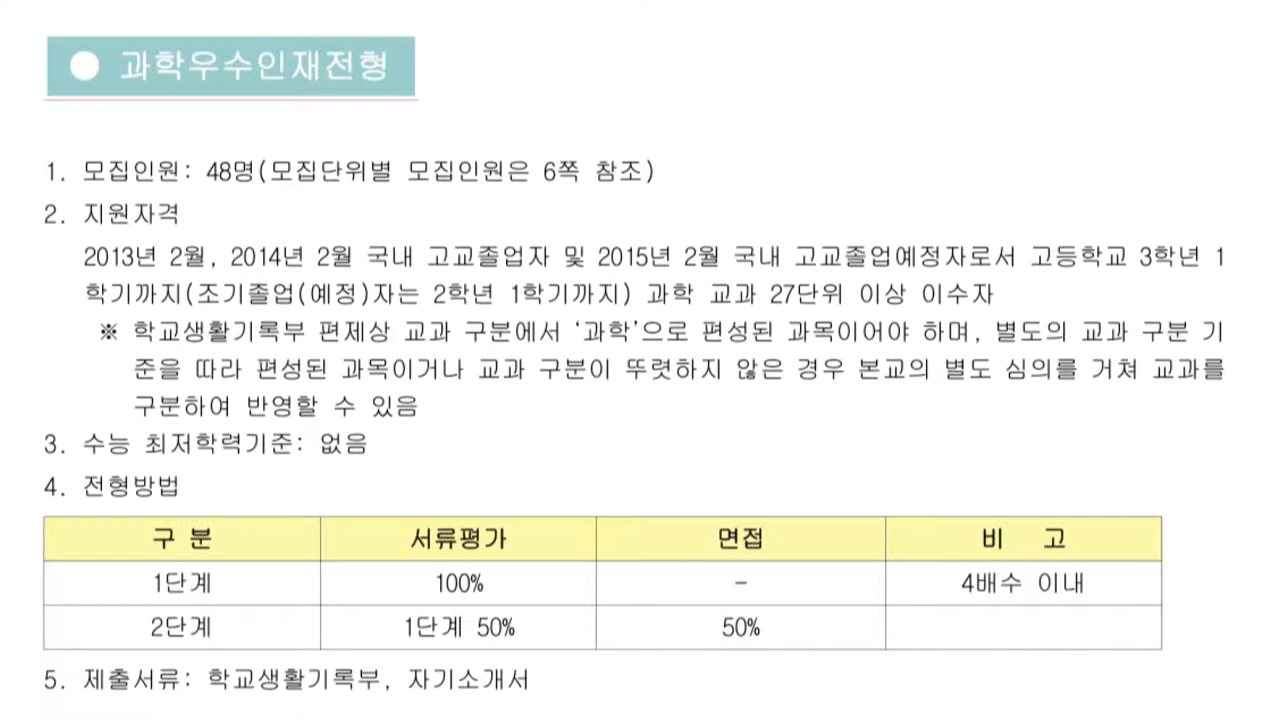 ● 과학우수인재전형
1. 모집인원: 48명(모집단위별 모집인원은 6쪽 참조)
2. 지원자격
2013년 2월, 2014년 2월 국내 고교졸업자 및 2015년 2월 국내 고교졸업예정자로서 고등학교 3학년 1
학기까지(조기졸업(예정)자는 2학년 1학기까지) 과학 교과 27단위 이상 이수자
※ 학교생활기록부 편제상 교과 구분에서 ‘과학’으로 편성된 과목이어야 하며, 별도의 교과 구분 기
준을 따라 편성된 과목이거나 교과 구분이 뚜렷하지 않은 경우 본교의 별도 심의를 거쳐 교과를
구분하여 반영할 수 있음
3. 수능 최저학력기준: 없음
4. 전형방법
구 분 서류평가 면접 비 고
1단계 100% - 4배수 이내
2단계 1단계 50% 50%
5. 제출서류: 학교생활기록부, 자기소개서